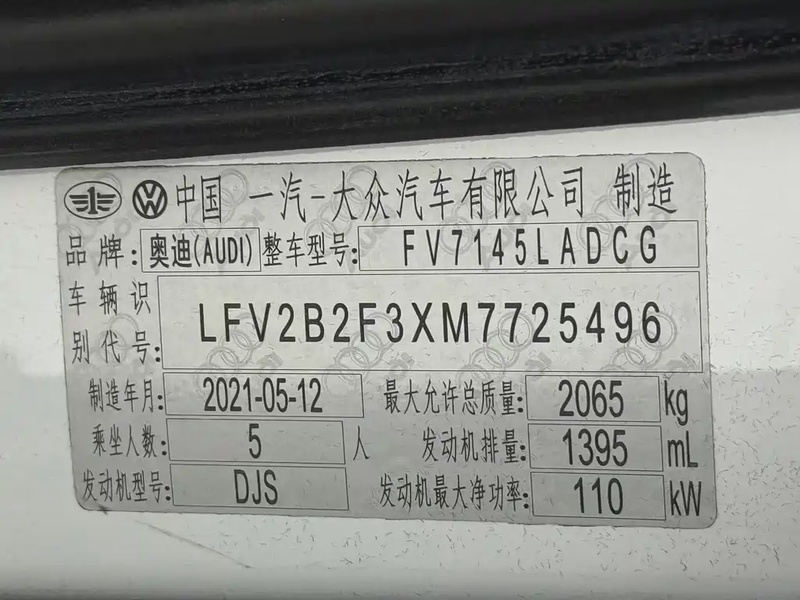 中国 一汽-大众汽车有限公司 制造
品牌: 奥迪(AUDI) 整车型号: FV7145LADCG
车辆识别代号: LFV2B2F3XM7725496
制造年月: 2021-05-12 最大允许总质量: 2065 kg
乘坐人数: 5 人 发动机排量: 1395 mL
发动机型号: DJS 发动机最大净功率: 110 kW